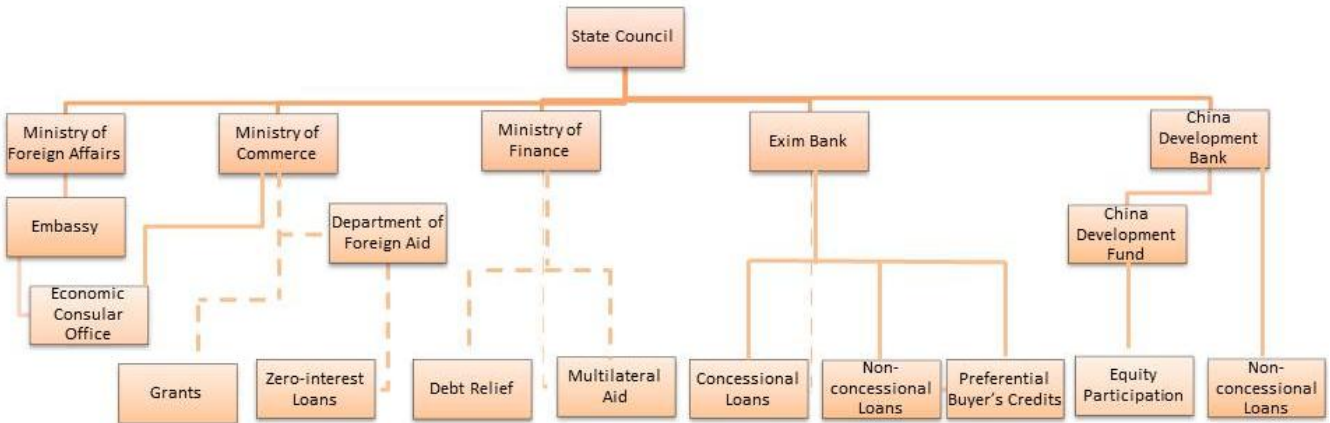 State Council
Ministry of
Foreign Affairs
Ministry of
Commerce
Ministry of
Finance
Exim Bank
China
Development
Bank
Embassy
Department of
Foreign Aid
China
Development
Fund
Economic
Consular
Office
Grants
Zero-interest
Loans
Debt Relief
Multilateral
Aid
Concessional
Loans
Non-
concessional
Loans
Preferential
Buyer's Credits
Equity
Participation
Non-
concessional
Loans